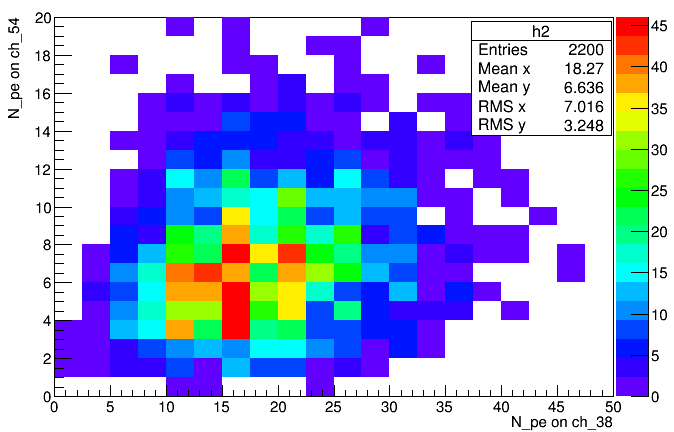 N_pe on ch_54
20
18
16
14
12
10
8
6
4
2
0
0 5 10 15 20 25 30 35 40 45 50
N_pe on ch_38
h2
Entries 2200
Mean x 18.27
Mean y 6.636
RMS x 7.016
RMS y 3.248
45
40
35
30
25
20
15
10
5
0